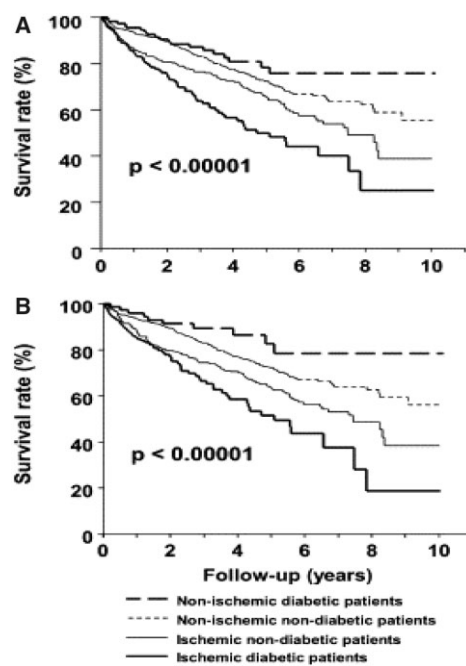 A
Survival rate (%)
100
80
60
40
20
0
p < 0.00001
0 2 4 6 8 10
B
Survival rate (%)
100
80
60
40
20
0
p < 0.00001
0 2 4 6 8 10
Follow-up (years)
Non-ischemic diabetic patients
Non-ischemic non-diabetic patients
Ischemic non-diabetic patients
Ischemic diabetic patients